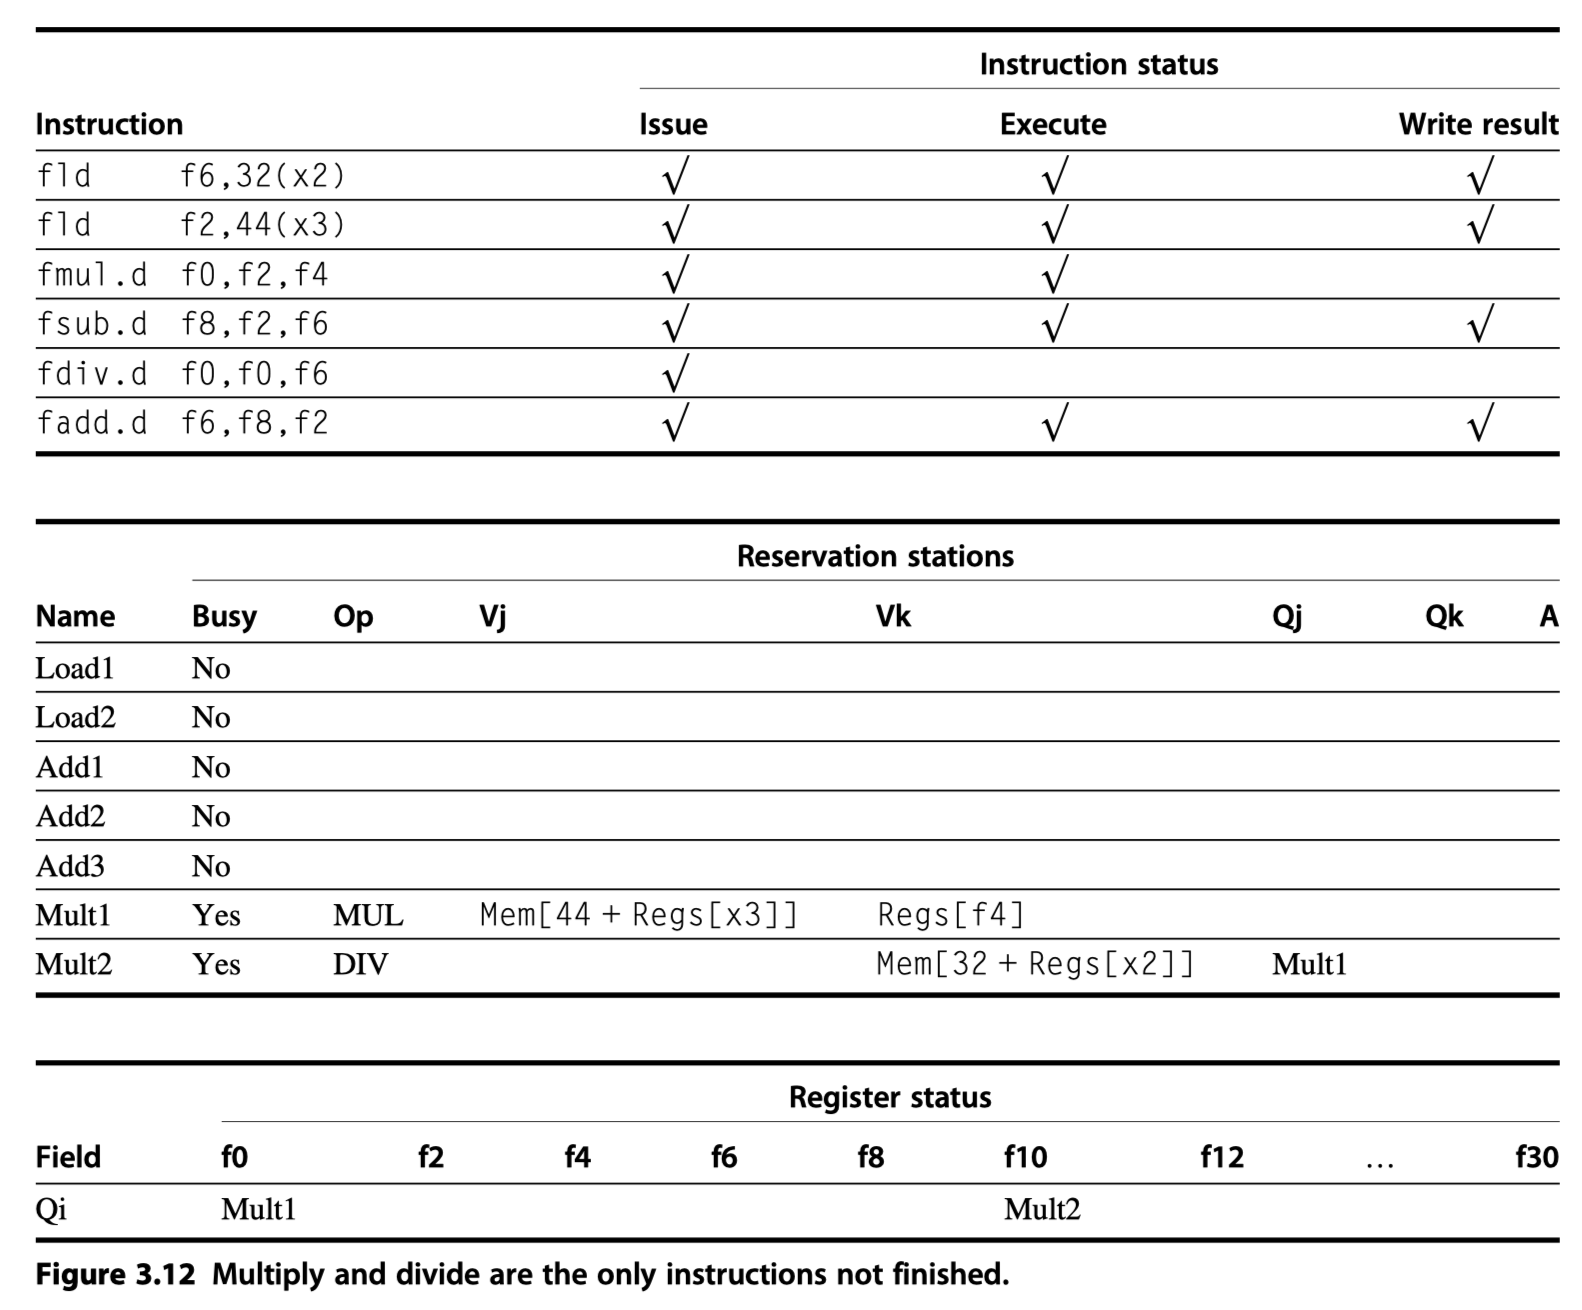 Instruction status
Instruction Issue Execute Write result
fld f6,32(x2) √ √ √
fld f2,44(x3) √ √ √
fmul.d f0,f2,f4 √ √
fsub.d f8,f2,f6 √ √ √
fdiv.d f0,f0,f6 √
fadd.d f6,f8,f2 √ √ √
Reservation stations
Name Busy Op Vj Vk Qj Qk A
Load1 No
Load2 No
Add1 No
Add2 No
Add3 No
Mult1 Yes MUL Mem[44 + Regs[x3]] Regs[f4]
Mult2 Yes DIV Mem[32 + Regs[x2]] Mult1
Register status
Field f0 f2 f4 f6 f8 f10 f12 … f30
Qi Mult1 Mult2
Figure 3.12 Multiply and divide are the only instructions not finished.